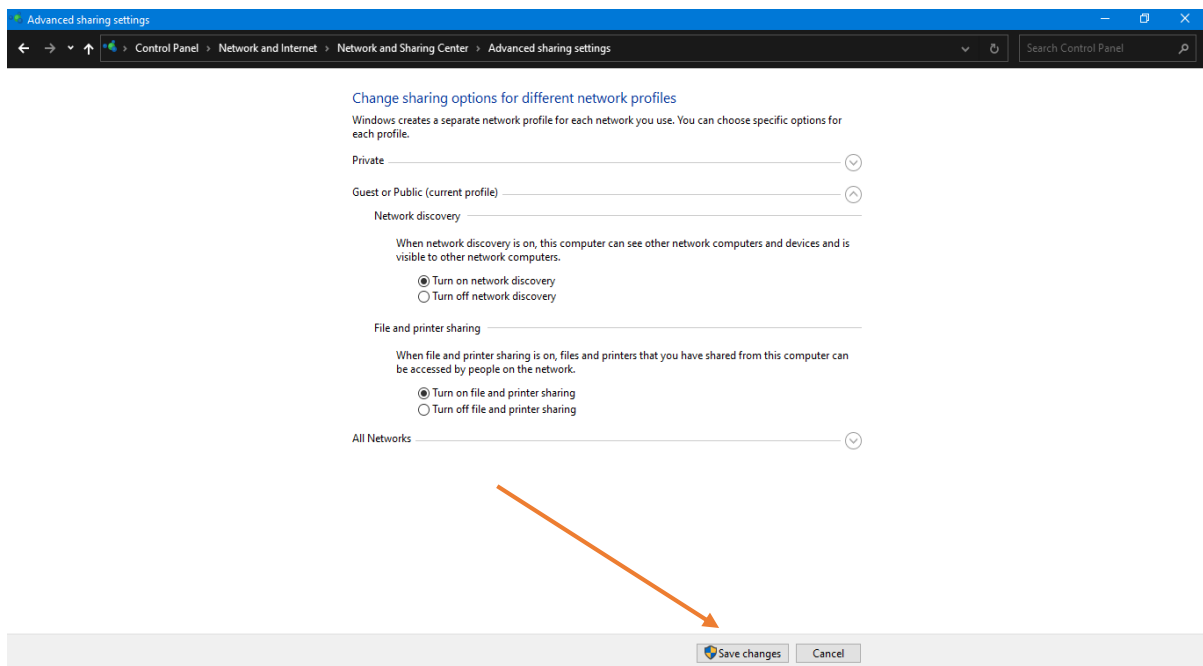 Advanced sharing settings
Control Panel > Network and Internet > Network and Sharing Center > Advanced sharing settings
Search Control Panel
Change sharing options for different network profiles
Windows creates a separate network profile for each network you use. You can choose specific options for
each profile.
Private
Guest or Public (current profile)
Network discovery
When network discovery is on, this computer can see other network computers and devices and is
visible to other network computers.
Turn on network discovery
Turn off network discovery
File and printer sharing
When file and printer sharing is on, files and printers that you have shared from this computer can
be accessed by people on the network.
Turn on file and printer sharing
Turn off file and printer sharing
All Networks
Save changes Cancel